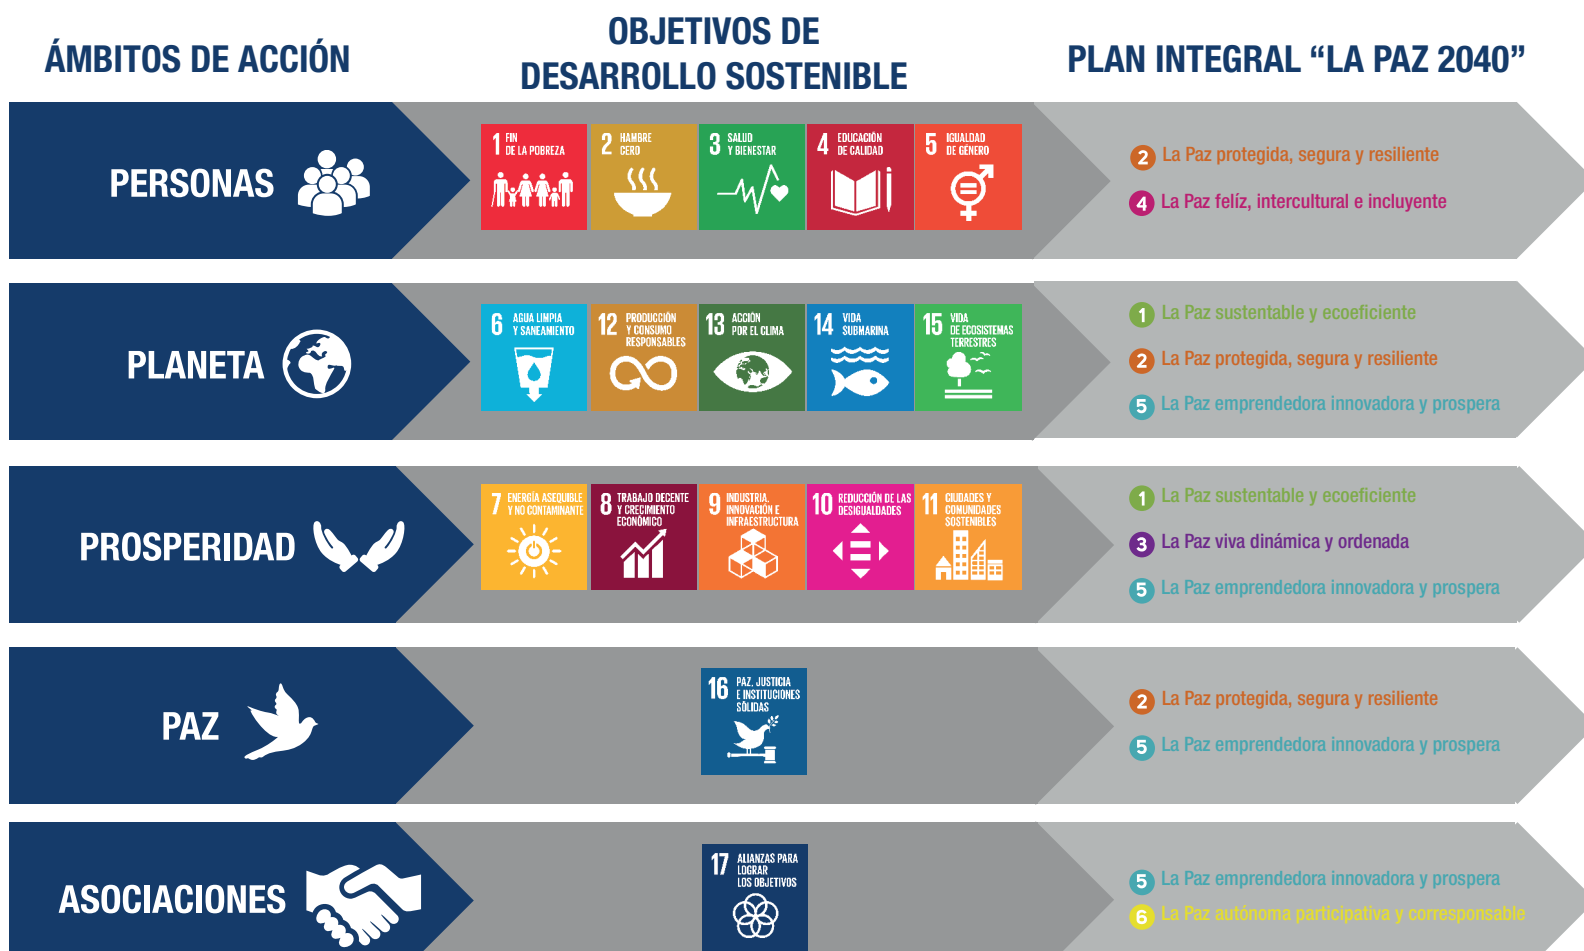 ÁMBITOS DE ACCIÓN
OBJETIVOS DE
DESARROLLO SOSTENIBLE
PLAN INTEGRAL “LA PAZ 2040”
PERSONAS
1 FIN
DE LA POBREZA
2 HAMBRE
CERO
3 SALUD
Y BIENESTAR
4 EDUCACIÓN
DE CALIDAD
5 IGUALDAD
DE GÉNERO
2 La Paz protegida, segura y resiliente
4 La Paz felíz, intercultural e incluyente
PLANETA
6 AGUA LIMPIA
Y SANEAMIENTO
12 PRODUCCIÓN
Y CONSUMO
RESPONSABLES
13 ACCIÓN
POR EL CLIMA
14 VIDA
SUBMARINA
15 VIDA
DE ECOSISTEMAS
TERRESTRES
1 La Paz sustentable y ecoeficiente
2 La Paz protegida, segura y resiliente
5 La Paz emprendedora innovadora y prospera
PROSPERIDAD
7 ENERGÍA ASEQUIBLE
Y NO CONTAMINANTE
8 TRABAJO DECENTE
Y CRECIMIENTO
ECONÓMICO
9 INDUSTRIA,
INNOVACIÓN E
INFRAESTRUCTURA
10 REDUCCIÓN DE LAS
DESIGUALDADES
11 CIUDADES Y
COMUNIDADES
SOSTENIBLES
1 La Paz sustentable y ecoeficiente
3 La Paz viva dinámica y ordenada
5 La Paz emprendedora innovadora y prospera
PAZ
16 PAZ, JUSTICIA
E INSTITUCIONES
SÓLIDAS
2 La Paz protegida, segura y resiliente
5 La Paz emprendedora innovadora y prospera
ASOCIACIONES
17 ALIANZAS PARA
LOGRAR
LOS OBJETIVOS
5 La Paz emprendedora innovadora y prospera
6 La Paz autónoma participativa y corresponsable